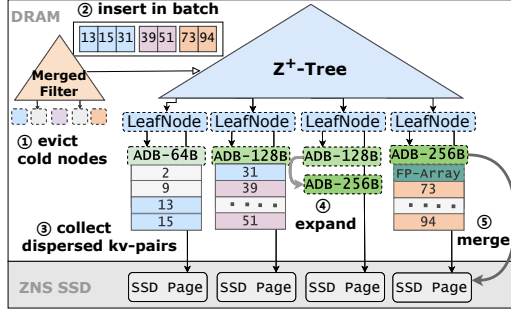 DRAM
② insert in batch
13 15 31 39 51 73 94
Merged
Filter
Z+-Tree
① evict
cold nodes
LeafNode LeafNode LeafNode LeafNode
ADB-64B ADB-128B ADB-128B ADB-256B
2 31 ADB-256B FP-Array
9 39 73
13 ④
15 51 expand 94
③ collect
dispersed kv-pairs
⑤
merge
ZNS SSD
SSD Page SSD Page SSD Page SSD Page